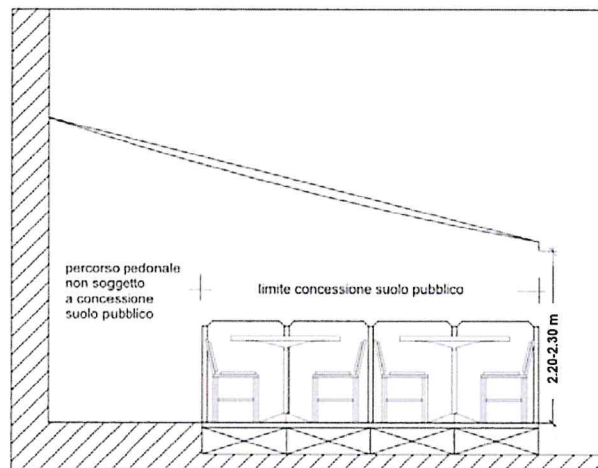 percorso pedonale
non soggetto
a concessione
suolo pubblico
limite concessione suolo pubblico
2.20-2.30 m